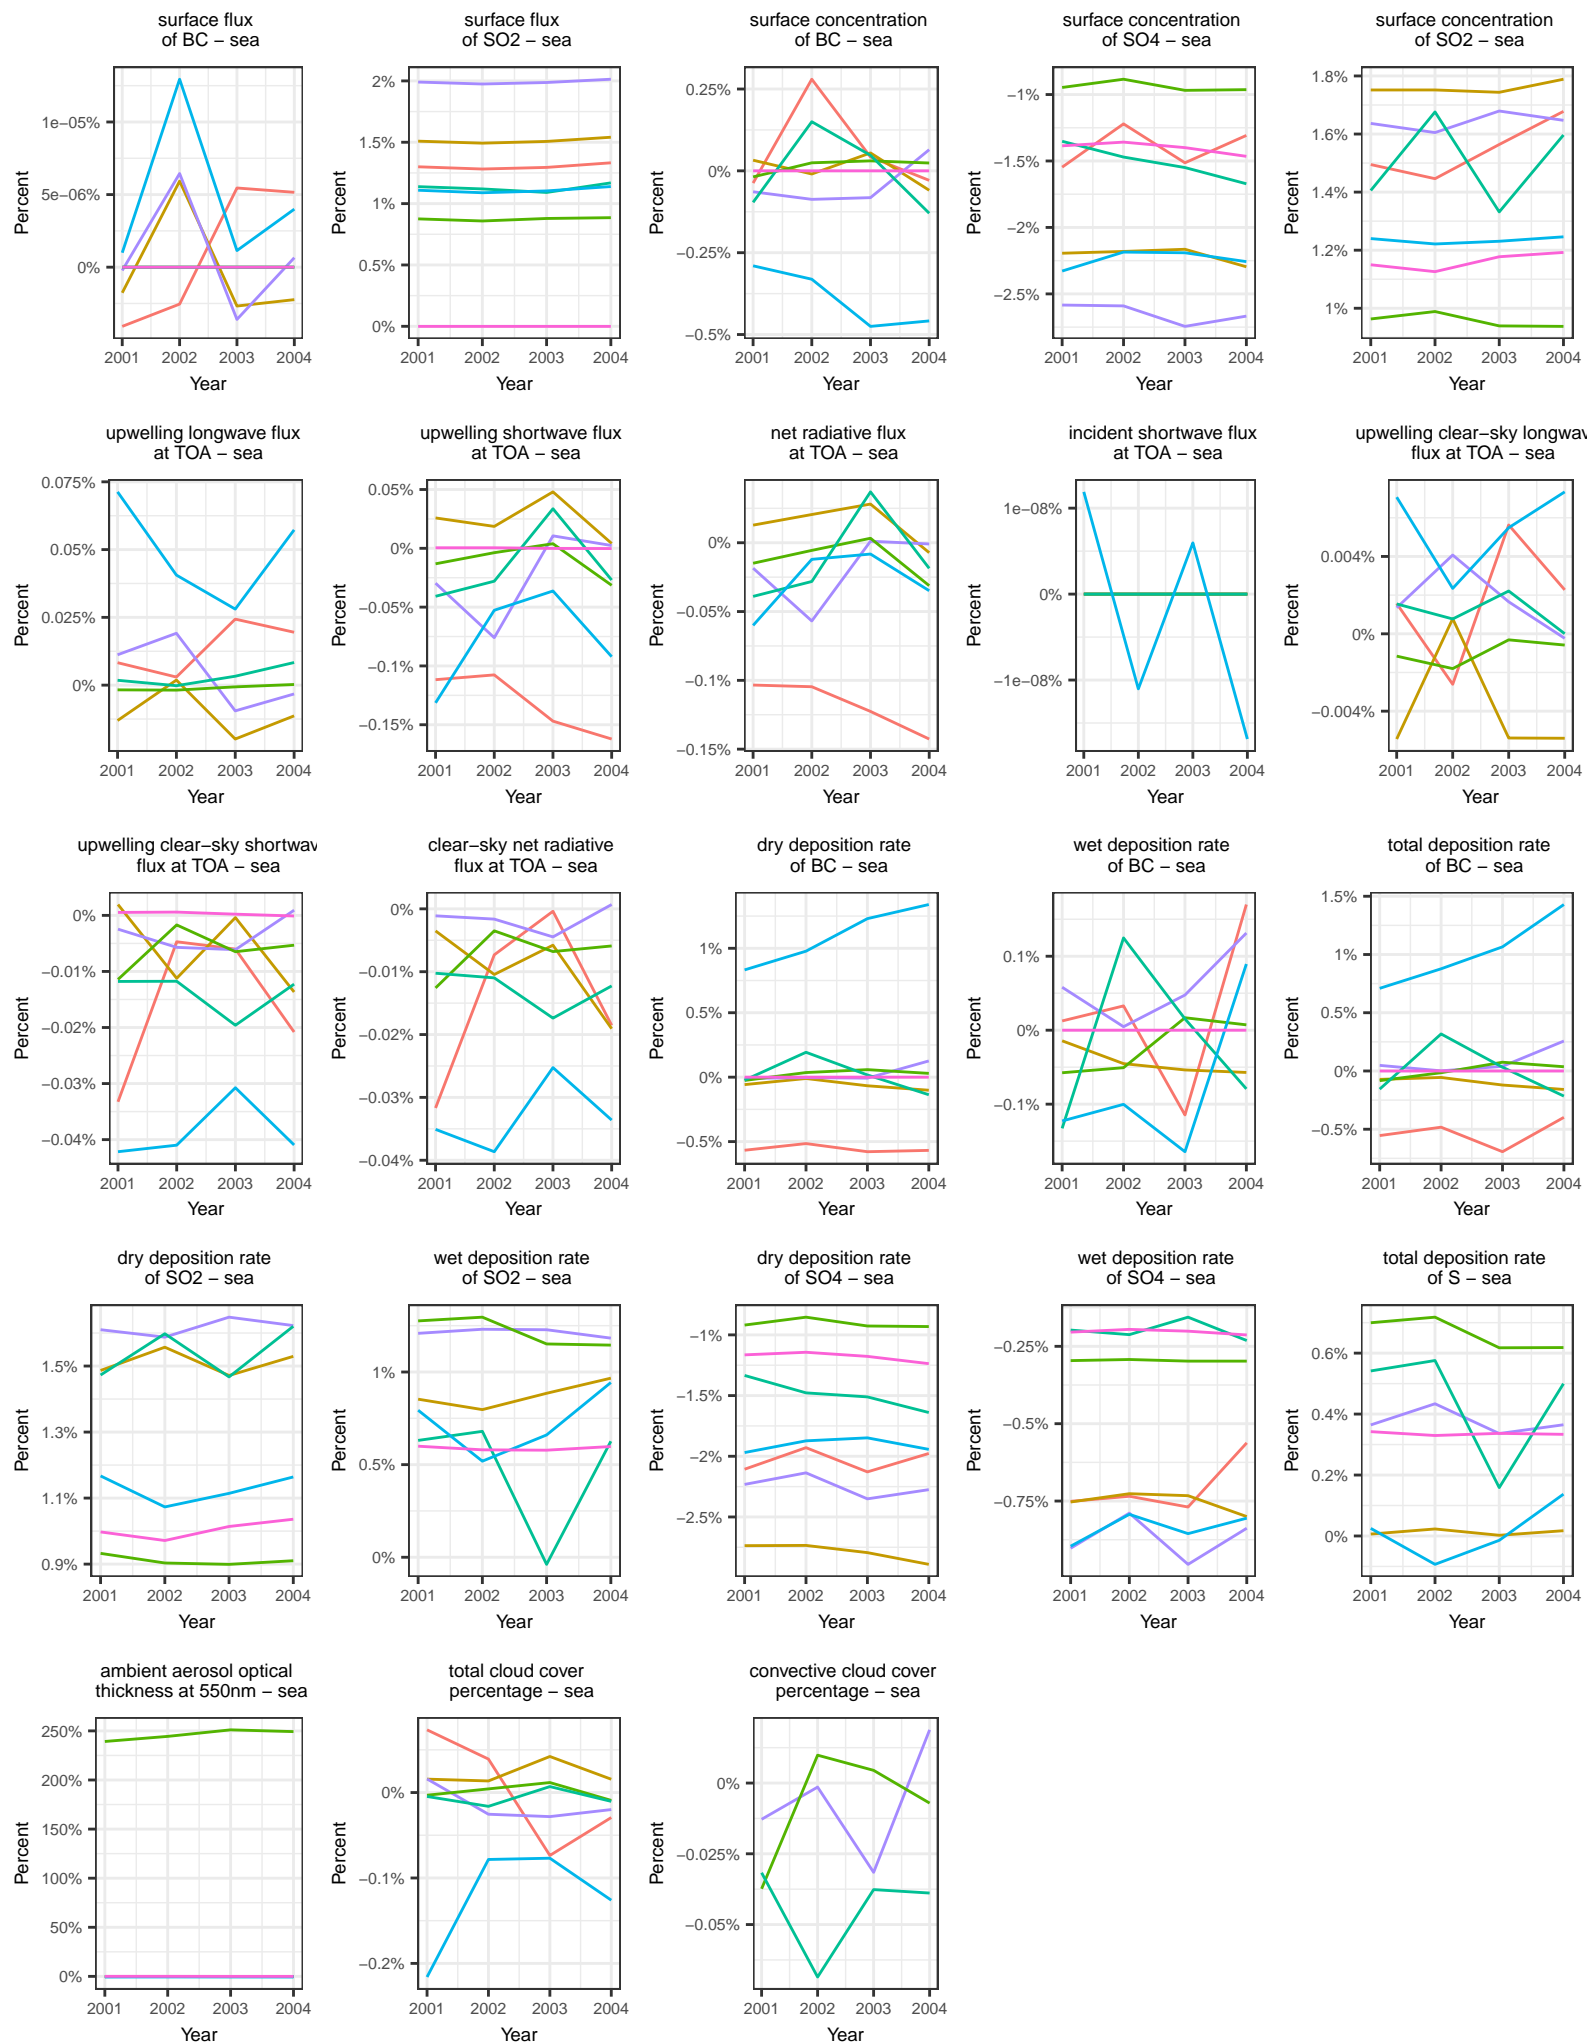 surface flux
of BC − sea
surface flux
of SO2 − sea
surface concentration
of BC − sea
surface concentration
of SO4 − sea
surface concentration
of SO2 − sea
Percent
1e−05%
5e−06%
0%
2001 2002 2003 2004
Year
Percent
2%
1.5%
1%
0.5%
0%
2001 2002 2003 2004
Year
Percent
0.25%
0%
−0.25%
−0.5%
2001 2002 2003 2004
Year
Percent
−1%
−1.5%
−2%
−2.5%
2001 2002 2003 2004
Year
Percent
1.8%
1.6%
1.4%
1.2%
1%
2001 2002 2003 2004
Year
upwelling longwave flux
at TOA − sea
upwelling shortwave flux
at TOA − sea
net radiative flux
at TOA − sea
incident shortwave flux
at TOA − sea
upwelling clear−sky longwav
flux at TOA − sea
Percent
0.075%
0.05%
0.025%
0%
2001 2002 2003 2004
Year
Percent
0.05%
0%
−0.05%
−0.1%
−0.15%
2001 2002 2003 2004
Year
Percent
0%
−0.05%
−0.1%
−0.15%
2001 2002 2003 2004
Year
Percent
1e−08%
0%
−1e−08%
2001 2002 2003 2004
Year
Percent
0.004%
0%
−0.004%
2001 2002 2003 2004
Year
upwelling clear−sky shortwav
flux at TOA − sea
clear−sky net radiative
flux at TOA − sea
dry deposition rate
of BC − sea
wet deposition rate
of BC − sea
total deposition rate
of BC − sea
Percent
0%
−0.01%
−0.02%
−0.03%
−0.04%
2001 2002 2003 2004
Year
Percent
0%
−0.01%
−0.02%
−0.03%
−0.04%
2001 2002 2003 2004
Year
Percent
1%
0.5%
0%
−0.5%
2001 2002 2003 2004
Year
Percent
0.1%
0%
−0.1%
2001 2002 2003 2004
Year
Percent
1.5%
1%
0.5%
0%
−0.5%
2001 2002 2003 2004
Year
dry deposition rate
of SO2 − sea
wet deposition rate
of SO2 − sea
dry deposition rate
of SO4 − sea
wet deposition rate
of SO4 − sea
total deposition rate
of S − sea
Percent
1.5%
1.3%
1.1%
0.9%
2001 2002 2003 2004
Year
Percent
1%
0.5%
0%
2001 2002 2003 2004
Year
Percent
−1%
−1.5%
−2%
−2.5%
2001 2002 2003 2004
Year
Percent
−0.25%
−0.5%
−0.75%
2001 2002 2003 2004
Year
Percent
0.6%
0.4%
0.2%
0%
2001 2002 2003 2004
Year
ambient aerosol optical
thickness at 550nm − sea
total cloud cover
percentage − sea
convective cloud cover
percentage − sea
Percent
250%
200%
150%
100%
50%
0%
2001 2002 2003 2004
Year
Percent
0%
−0.1%
−0.2%
2001 2002 2003 2004
Year
Percent
0%
−0.025%
−0.05%
2001 2002 2003 2004
Year